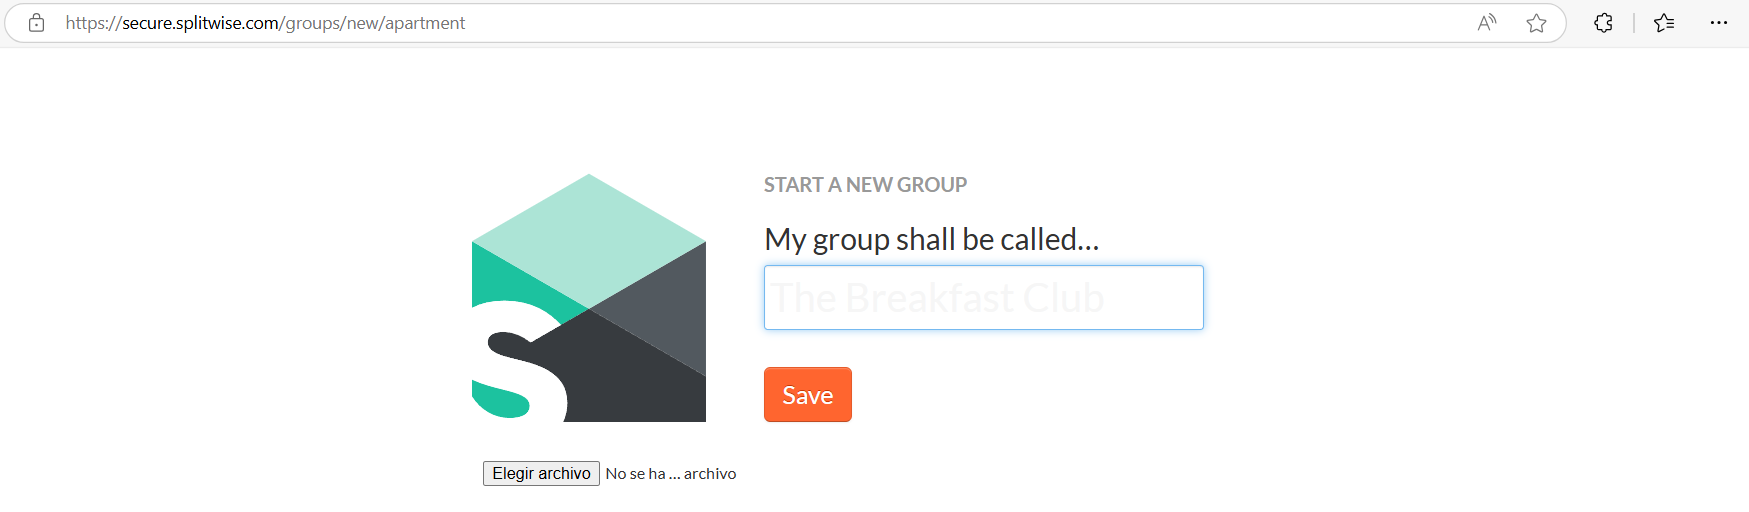 https://secure.splitwise.com/groups/new/apartment
START A NEW GROUP
My group shall be called...
The Breakfast Club
Save
Elegir archivo No se ha ... archivo